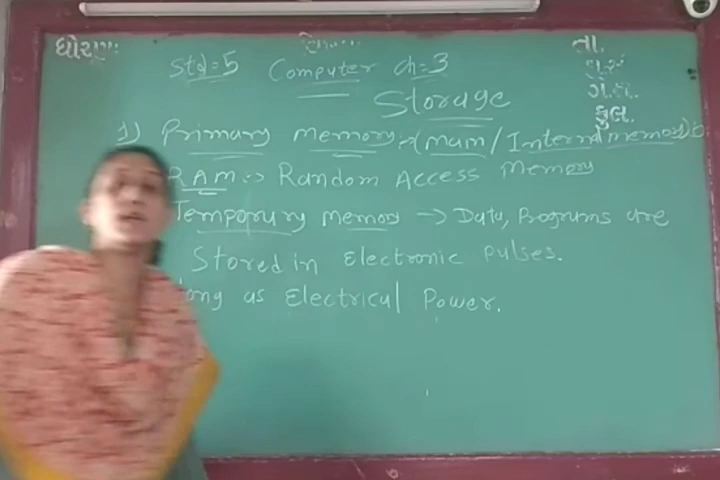 ધોરણ તા.
Std=5 Computer ch=3
Storage
1) Primary Memory :- (main / Internal memory) :-
RAM :-> Random Access Memory
Temporary memory -> Data, Programs are
Stored in Electronic Pulses.
long as Electrical Power.
કુલ.